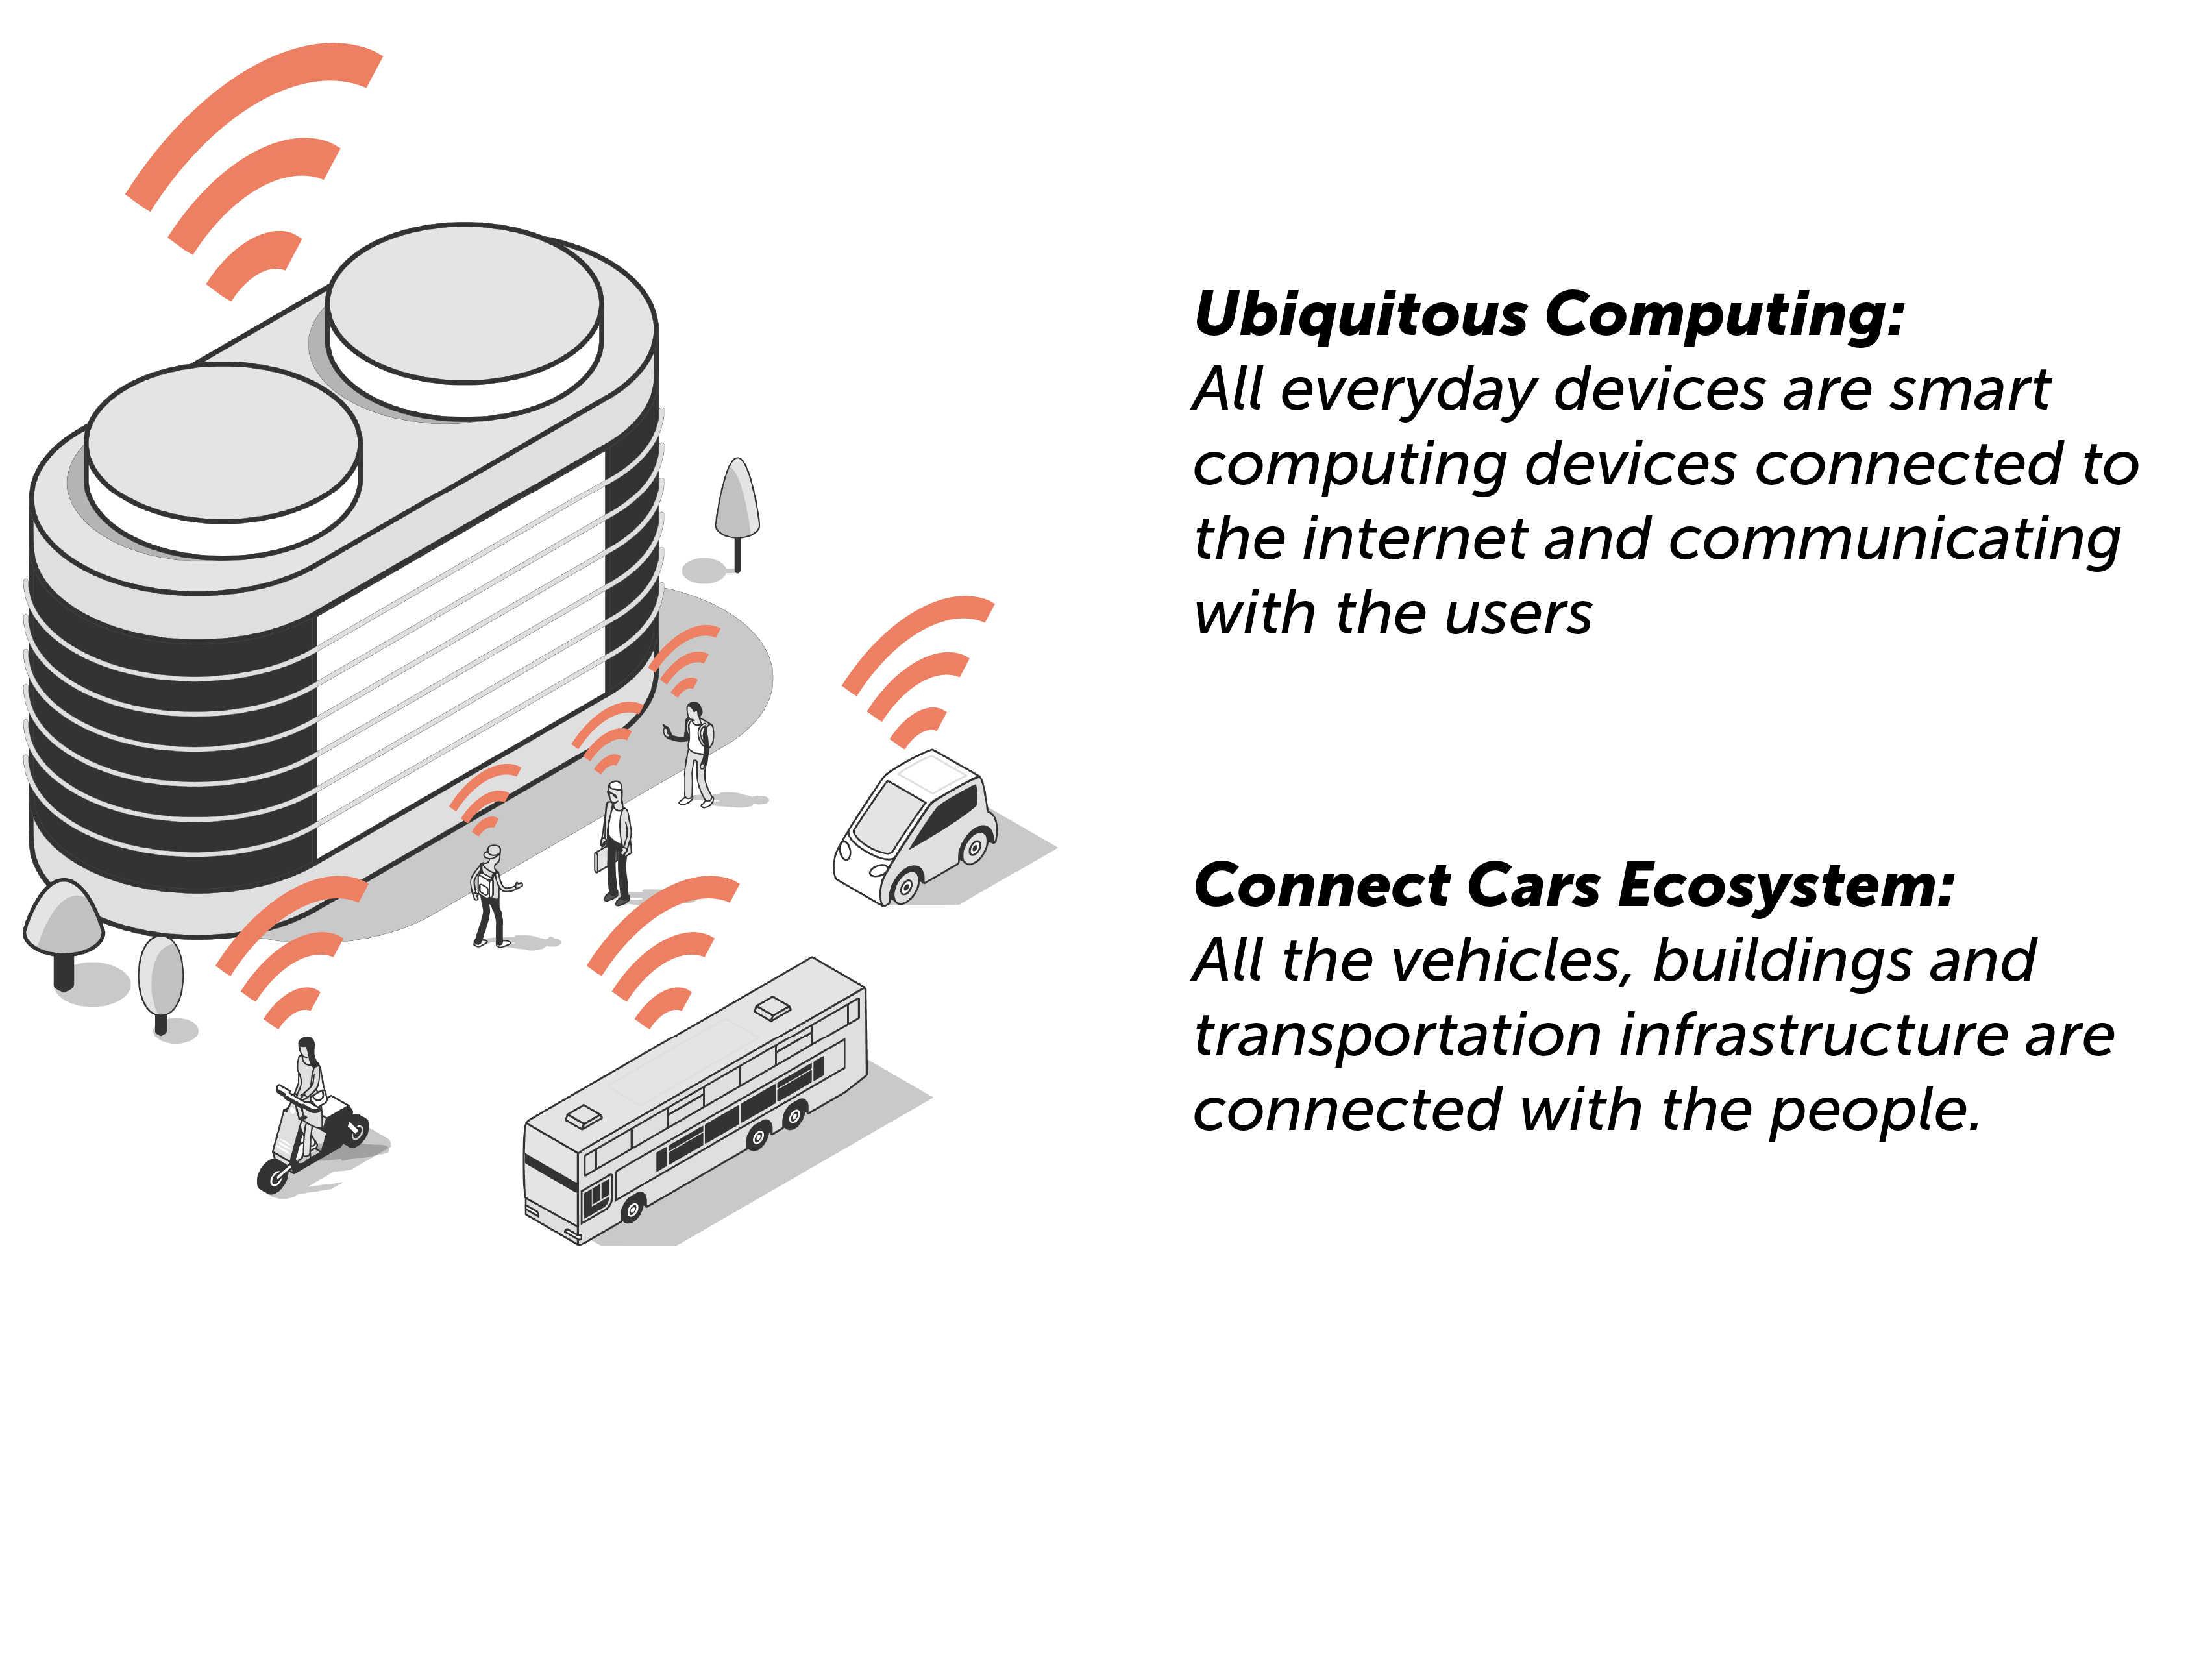 Ubiquitous Computing:
All everyday devices are smart
computing devices connected to
the internet and communicating
with the users
Connect Cars Ecosystem:
All the vehicles, buildings and
transportation infrastructure are
connected with the people.